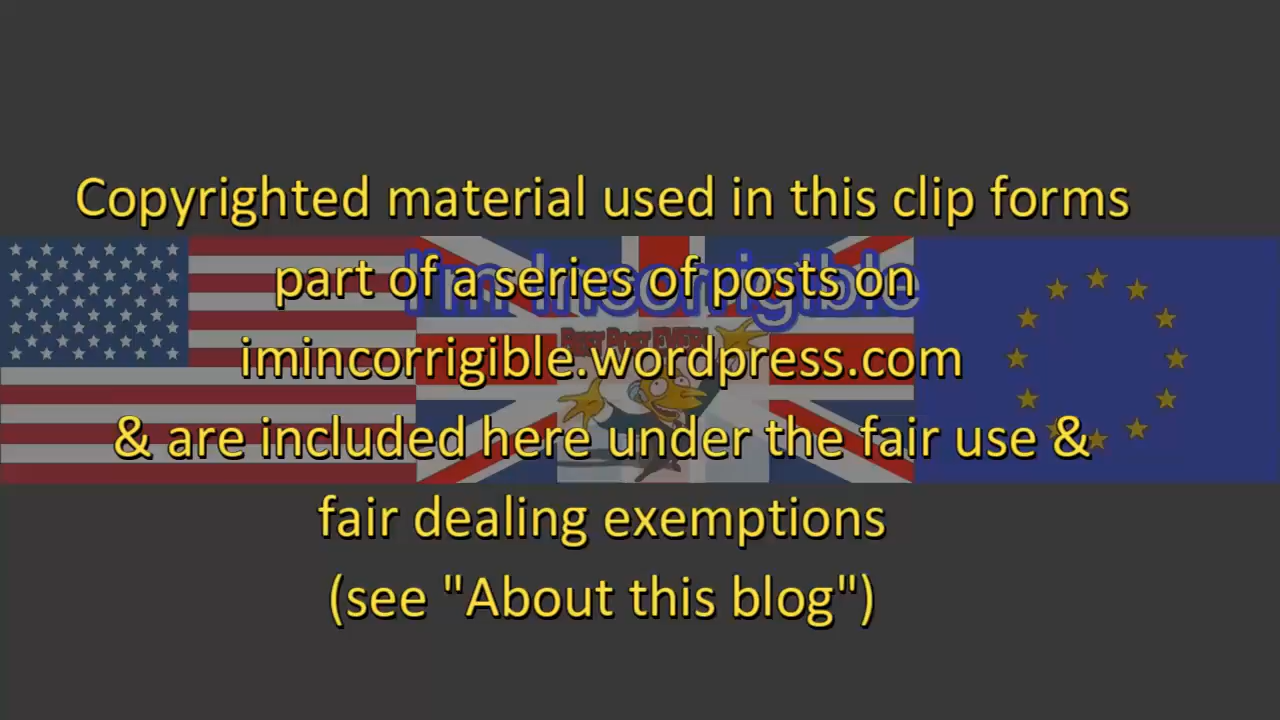 Copyrighted material used in this clip forms
part of a series of posts on
I'm Incorrigible
imincorrigible.wordpress.com
& are included here under the fair use &
fair dealing exemptions
(see "About this blog")